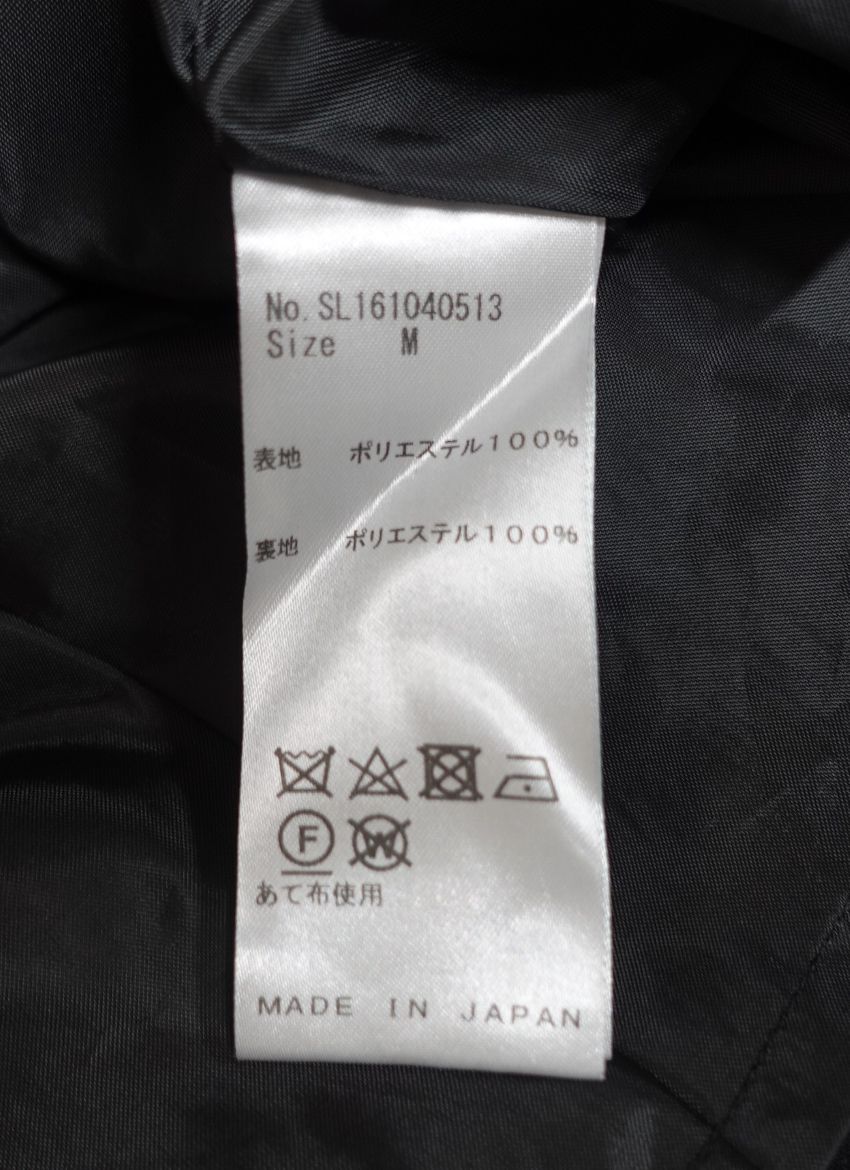 No. SL161040513
Size M
表地 ポリエステル100%
裏地 ポリエステル100%
F W
あて布使用
MADE IN JAPAN